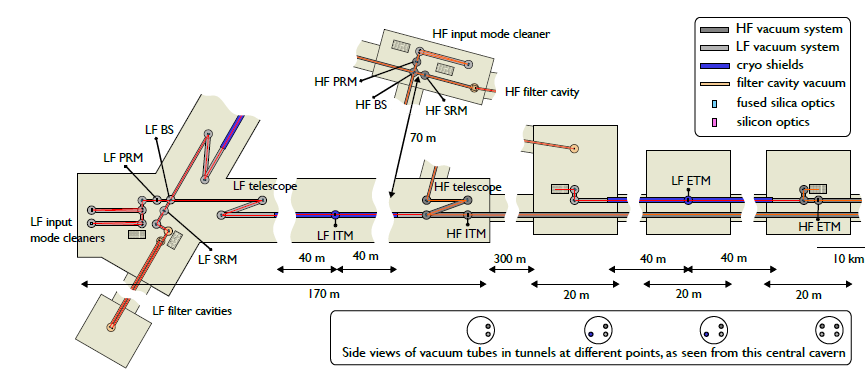 HF input mode cleaner
HF vacuum system
LF vacuum system
cryo shields
filter cavity vacuum
fused silica optics
silicon optics
HF PRM
HF BS
HF SRM
HF filter cavity
70 m
LF BS
LF PRM
LF telescope
HF telescope
LF ETM
LF input
mode cleaners
LF SRM
LF ITM
HF ITM
HF ETM
40 m
40 m
300 m
40 m
40 m
10 km
170 m
20 m
20 m
20 m
LF filter cavities
Side views of vacuum tubes in tunnels at different points, as seen from this central cavern